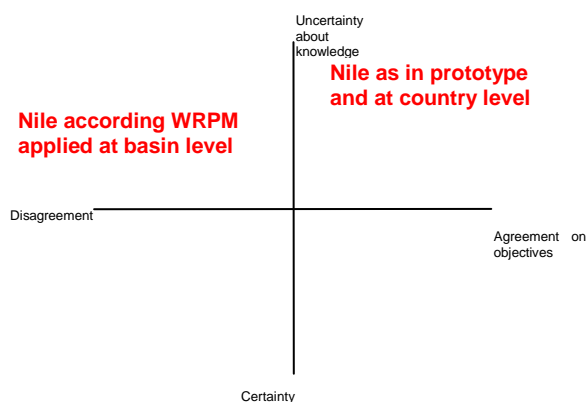 Uncertainty
about
knowledge
Nile as in prototype
and at country level
Nile according WRPM
applied at basin level
Disagreement
Agreement on
objectives
Certainty